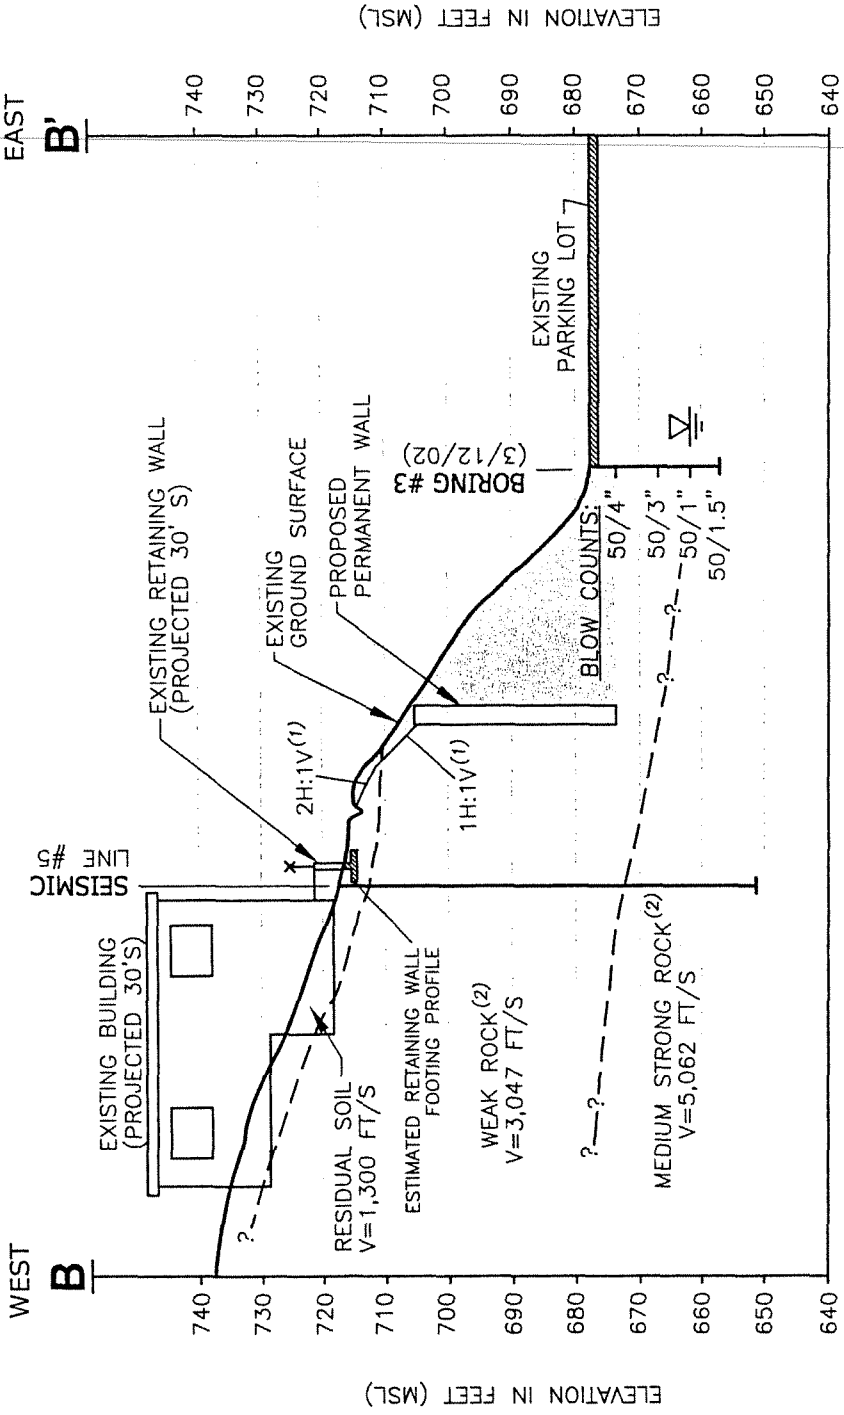 WEST
B
EAST
B'
ELEVATION IN FEET (MSL)
740
730
720
710
700
690
680
670
660
650
640
ELEVATION IN FEET (MSL)
740
730
720
710
700
690
680
670
660
650
640
EXISTING BUILDING
(PROJECTED 30'S)
SEISMIC
LINE #5
EXISTING RETAINING WALL
(PROJECTED 30' S)
2H:1V(1)
EXISTING
GROUND SURFACE
PROPOSED
PERMANENT WALL
1H:1V(1)
BORING #3
(3/12/02)
EXISTING
PARKING LOT
BLOW COUNTS:
50/4"
50/3"
50/1"
50/1.5"
?
RESIDUAL SOIL
V=1,300 FT/S
ESTIMATED RETAINING WALL
FOOTING PROFILE
WEAK ROCK(2)
V=3,047 FT/S
? ? ? ?
MEDIUM STRONG ROCK(2)
V=5,062 FT/S